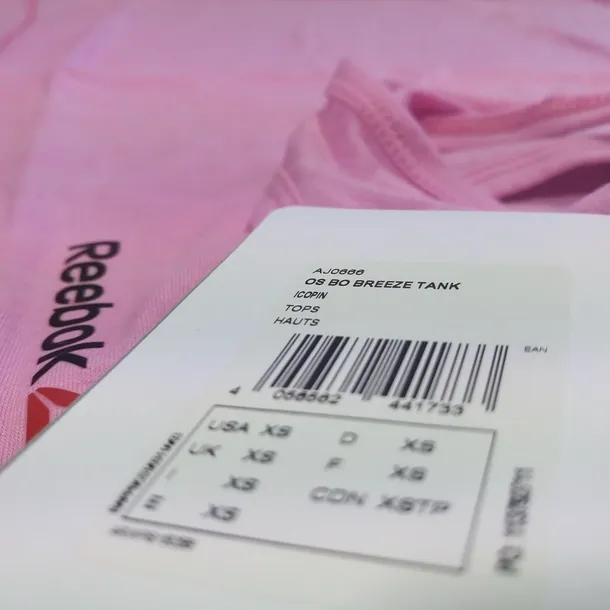 Reebok
AJ0666
OS BO BREEZE TANK
ICOPIN
TOPS
HAUTS
EAN
4 058562 441733
USA XS D XS
UK XS F XS
XS CDN XSTP
E XS